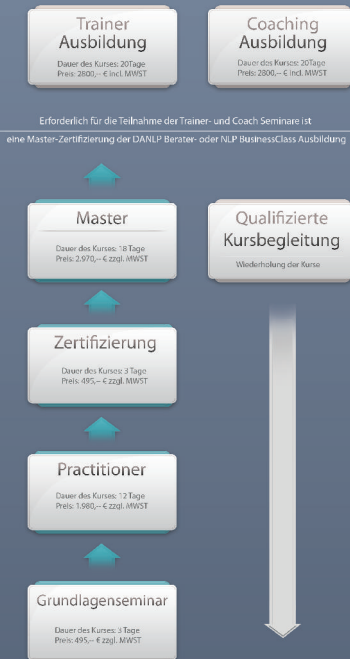 Trainer
Ausbildung
Dauer des Kurses: 20Tage
Preis: 2800,-- € incl. MWST
Coaching
Ausbildung
Dauer des Kurses: 20Tage
Preis: 2800,-- € incl. MWST
Erforderlich für die Teilnahme der Trainer- und Coach Seminare ist
eine Master-Zertifizierung der DANLP Berater- oder NLP BusinessClass Ausbildung
Master
Dauer des Kurses: 18 Tage
Preis: 2.970,-- € zzgl. MWST
Qualifizierte
Kursbegleitung
Wiederholung der Kurse
Zertifizierung
Dauer des Kurses: 3 Tage
Preis: 495,-- € zzgl. MWST
Practitioner
Dauer des Kurses: 12 Tage
Preis: 1.980,-- € zzgl. MWST
Grundlagenseminar
Dauer des Kurses: 3 Tage
Preis: 495,-- € zzgl. MWST